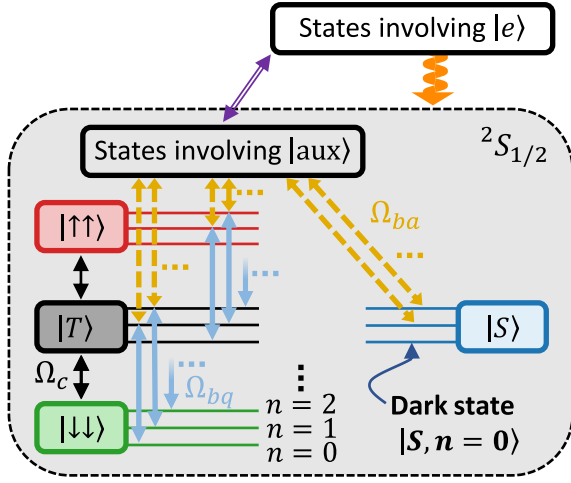 States involving |e⟩
States involving |aux⟩
²S₁/₂
|↑↑⟩
Ω_ba
|T⟩
|S⟩
Ω_c
Ω_bq
|↓↓⟩
n = 2
n = 1
n = 0
Dark state
|S, n = 0⟩